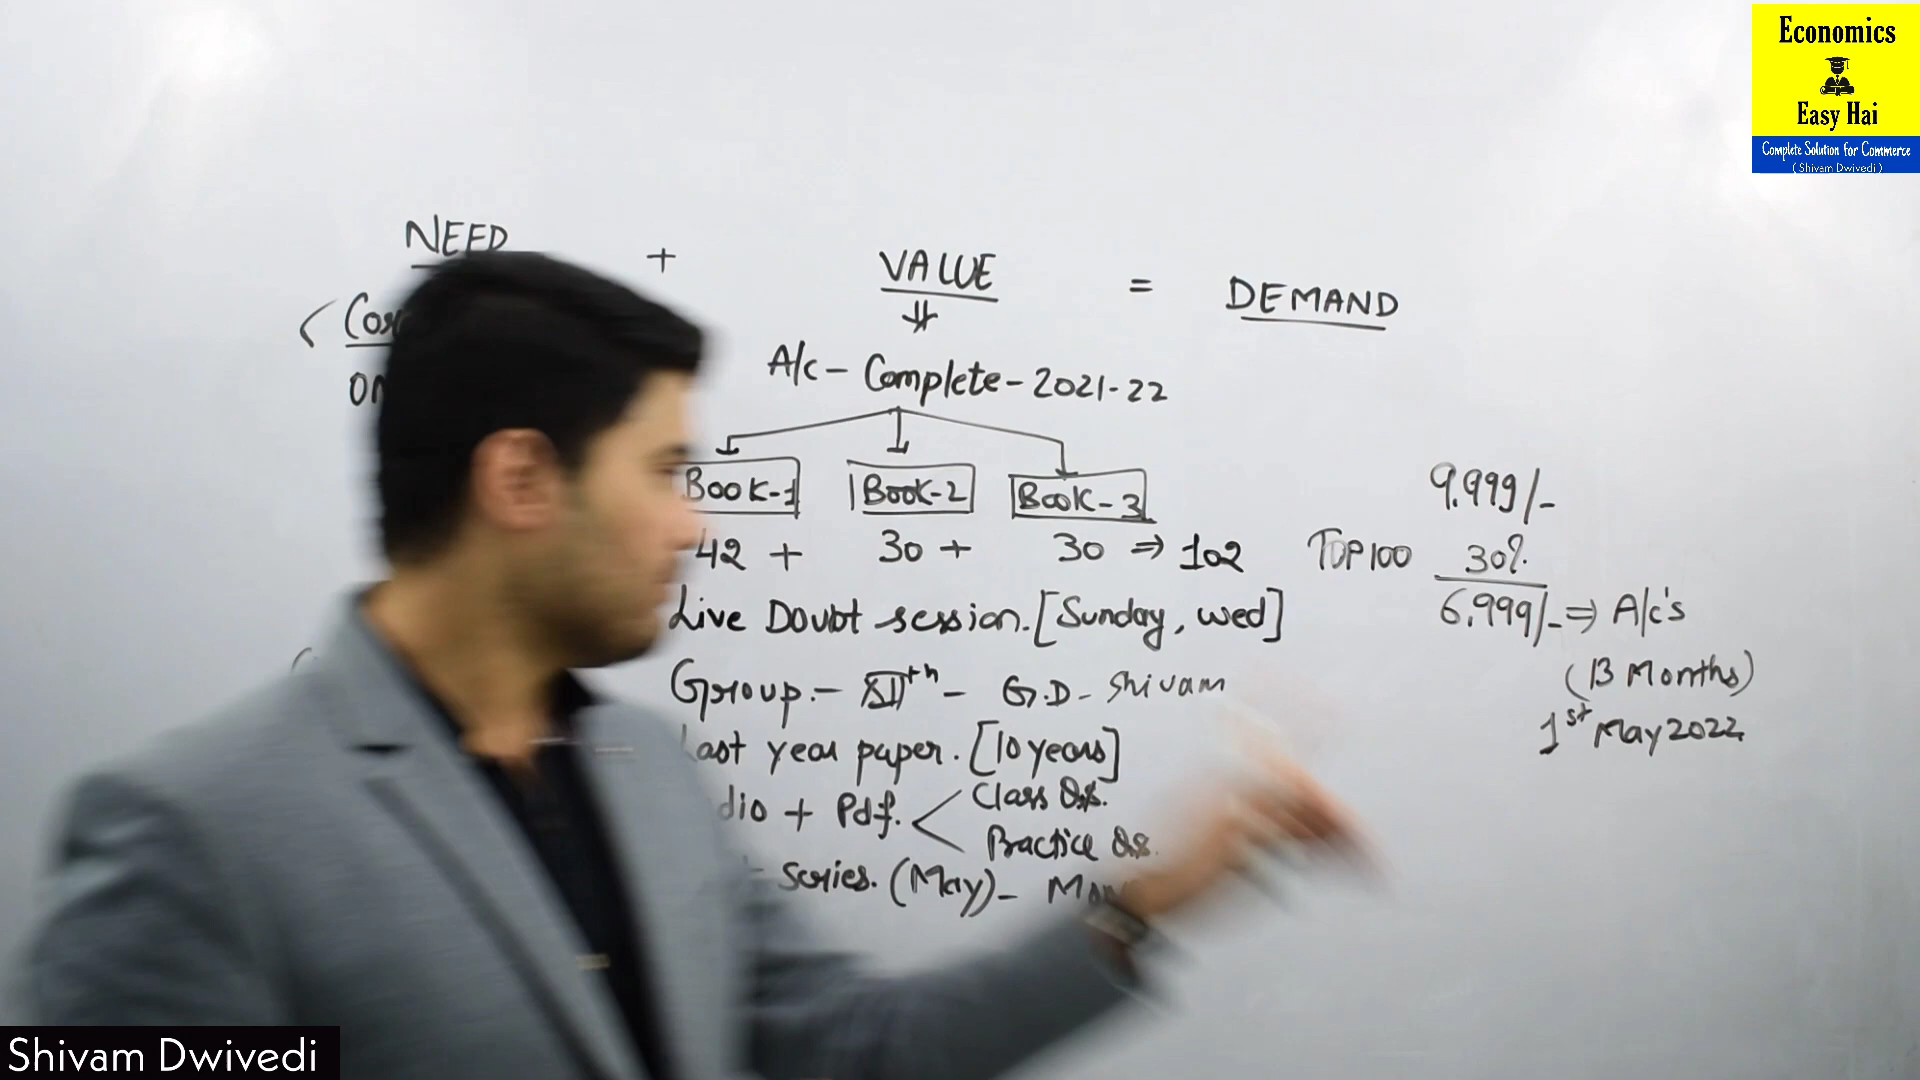 Economics
Easy Hai
Complete Solution for Commerce
(Shivam Dwivedi)
NEED + VALUE = DEMAND
A/c - Complete - 2021-22
Book-1 Book-2 Book-3
42 + 30 + 30 ⇒ 102
Live Doubt session. [Sunday, wed]
Group - th - G.D - Shivam
Last year paper. [10 years]
+ Pdf. Class Qs.
Practice Qs.
series. (May) -
9,999/-
TOP 100 30%
6,999/- ⇒ A/c's
(13 Months)
1st May 2022
Shivam Dwivedi